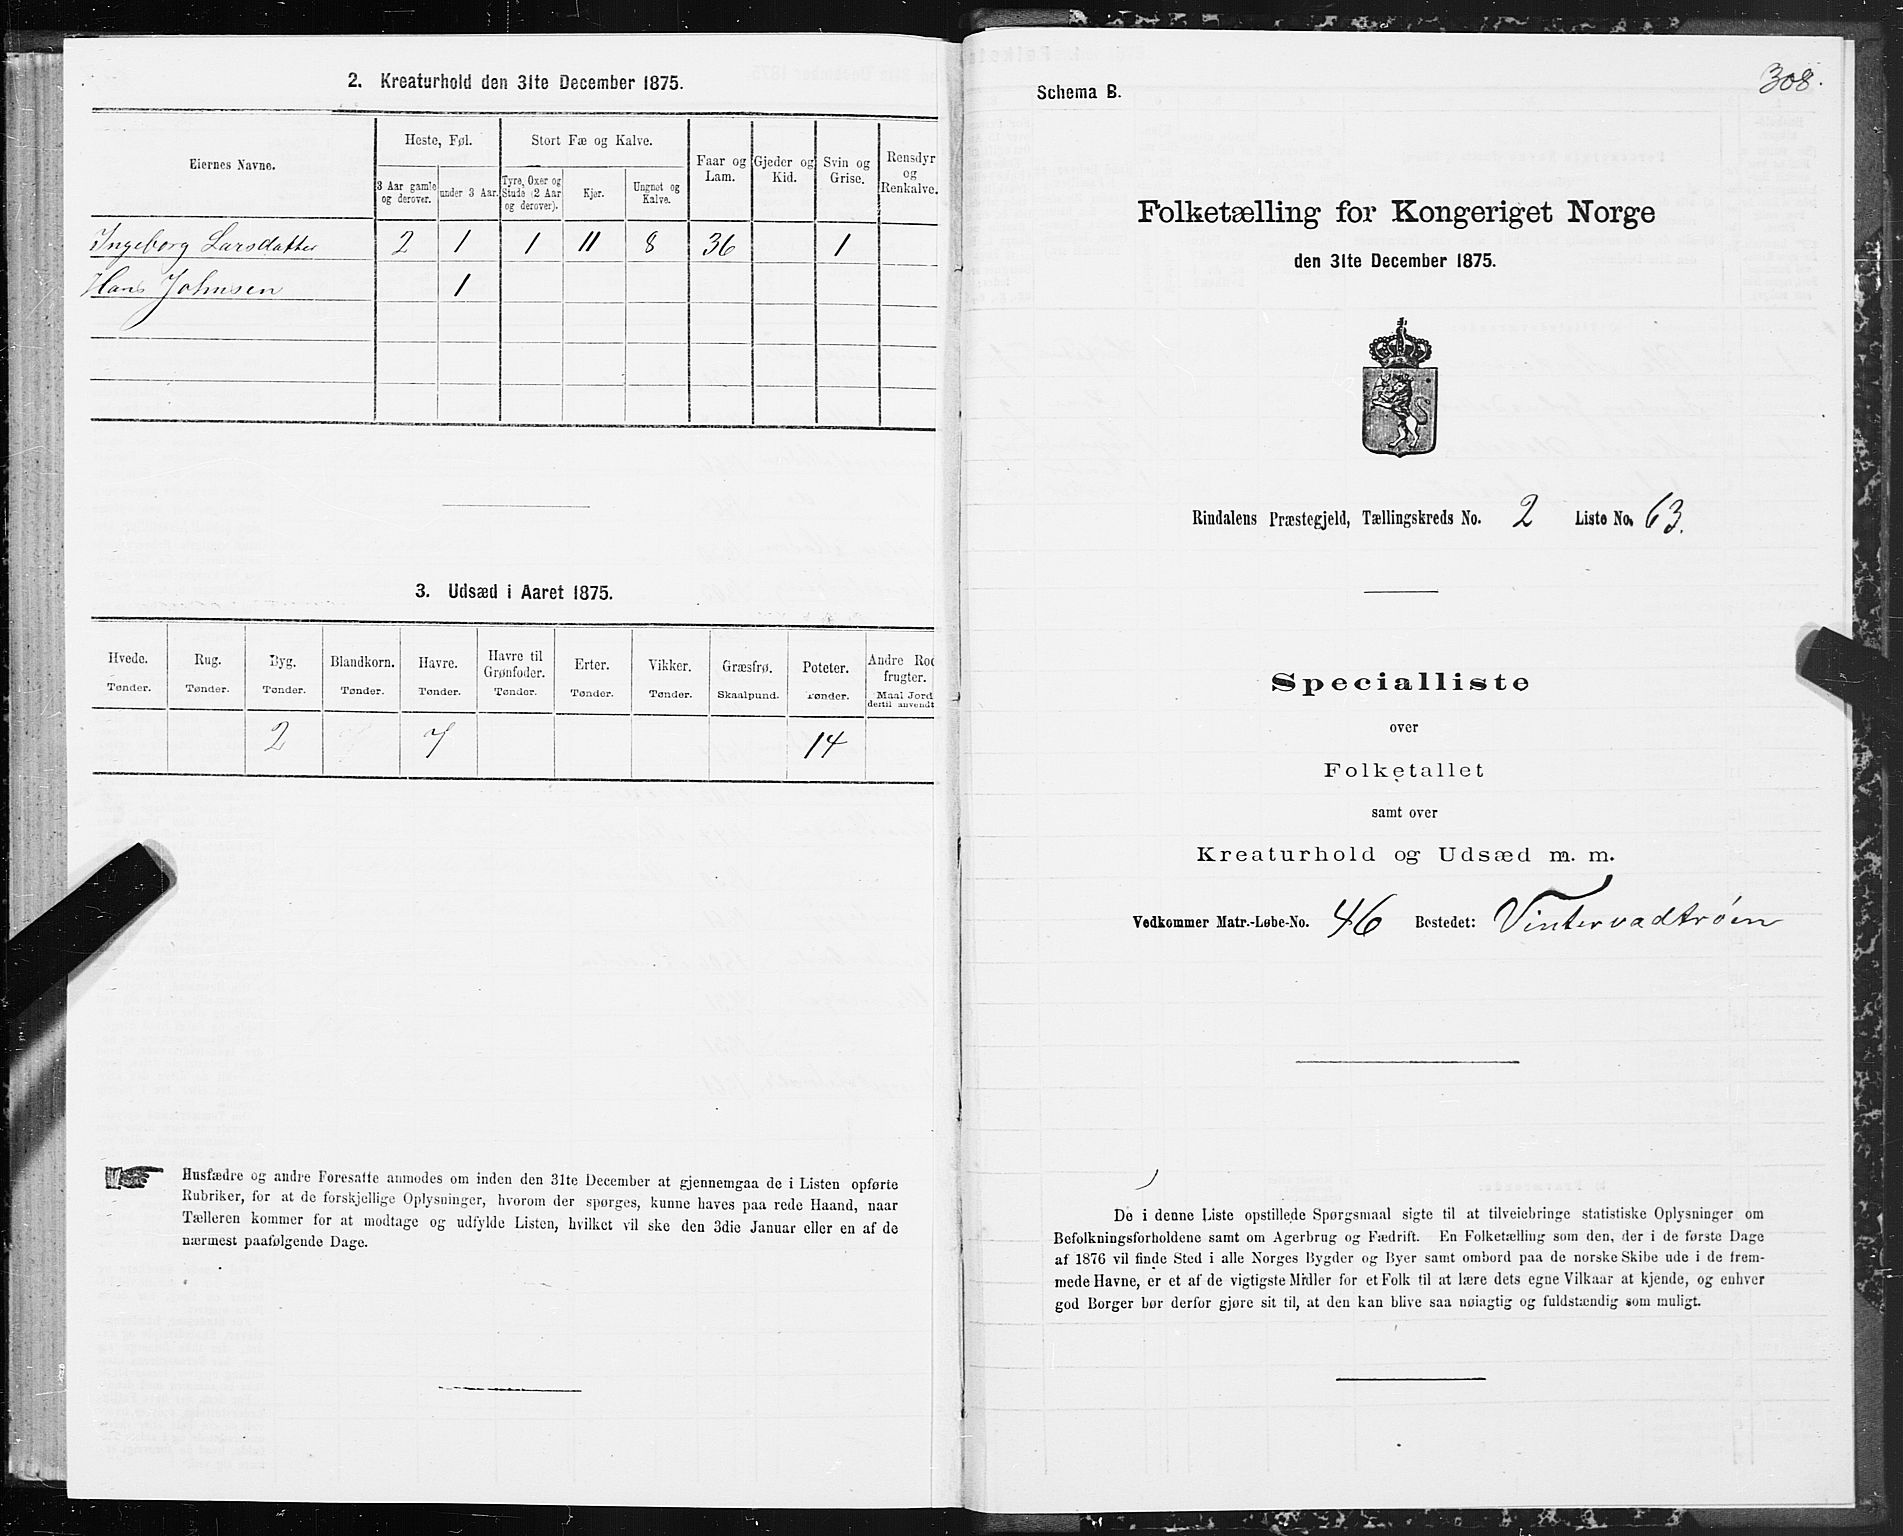 2. Kreaturhold den 31te December 1875.
Eiernes Navne.
Heste, Føl.
Stort Fæ og Kalve.
Faar og Lam.
Gjeder og Kid.
Svin og Grise.
Rensdyr og Renkalve.
3 Aar gamle og derover.
under 3 Aar.
Tyre, Oxer og Stude (2 Aar og derover).
Kjør.
Ungnøt og Kalve.
Ingeborg Larsdatter 2 1 1 11 8 36 1
Hans Johnsen 1
3. Udsæd i Aaret 1875.
Hvede. Rug. Byg. Blandkorn. Havre. Havre til Grønfoder. Erter. Vikker. Græsfrø. Poteter. Andre Rodfrugter.
Tønder. Tønder. Tønder. Tønder. Tønder. Tønder. Tønder. Tønder. Skaalpund. Tønder. Maal Jord dertil anvendt
2 7 14
Husfædre og andre Foresatte anmodes om inden den 31te December at gjennemgaa de i Listen opførte
Rubriker, for at de forskjellige Oplysninger, hvorom der spørges, kunne haves paa rede Haand, naar
Tælleren kommer for at modtage og udfylde Listen, hvilket vil ske den 3die Januar eller en af de
nærmest paafølgende Dage.
308.
Schema B.
Folketælling for Kongeriget Norge
den 31te December 1875.
Rindalens Præstegjeld, Tællingskreds No. 2 Liste No. 63.
Specialliste
over
Folketallet
samt over
Kreaturhold og Udsæd m. m.
Vedkommer Matr.-Løbe-No. 46 Bostedet: Vintervadtrøen
De i denne Liste opstillede Spørgsmaal sigte til at tilveiebringe statistiske Oplysninger om
Befolkningsforholdene samt om Agerbrug og Fædrift. En Folketælling som den, der i de første Dage
af 1876 vil finde Sted i alle Norges Bygder og Byer samt ombord paa de norske Skibe ude i de frem-
mede Havne, er et af de vigtigste Midler for et Folk til at lære dets egne Vilkaar at kjende, og enhver
god Borger bør derfor gjøre sit til, at den kan blive saa nøiagtig og fuldstændig som muligt.